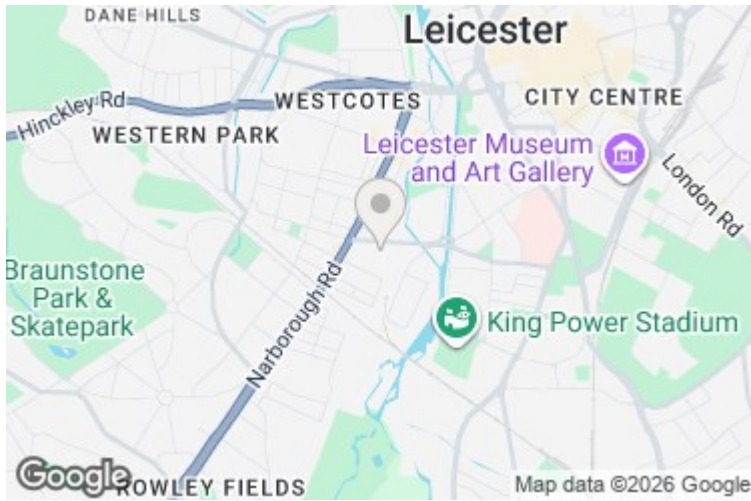 DANE HILLS
Leicester
Hinckley Rd
WESTCOTES
CITY CENTRE
WESTERN PARK
Leicester Museum
and Art Gallery
London Rd
Braunstone
Park &
Skatepark
Narborough Rd
King Power Stadium
Google
ROWLEY FIELDS
Map data ©2026 Google